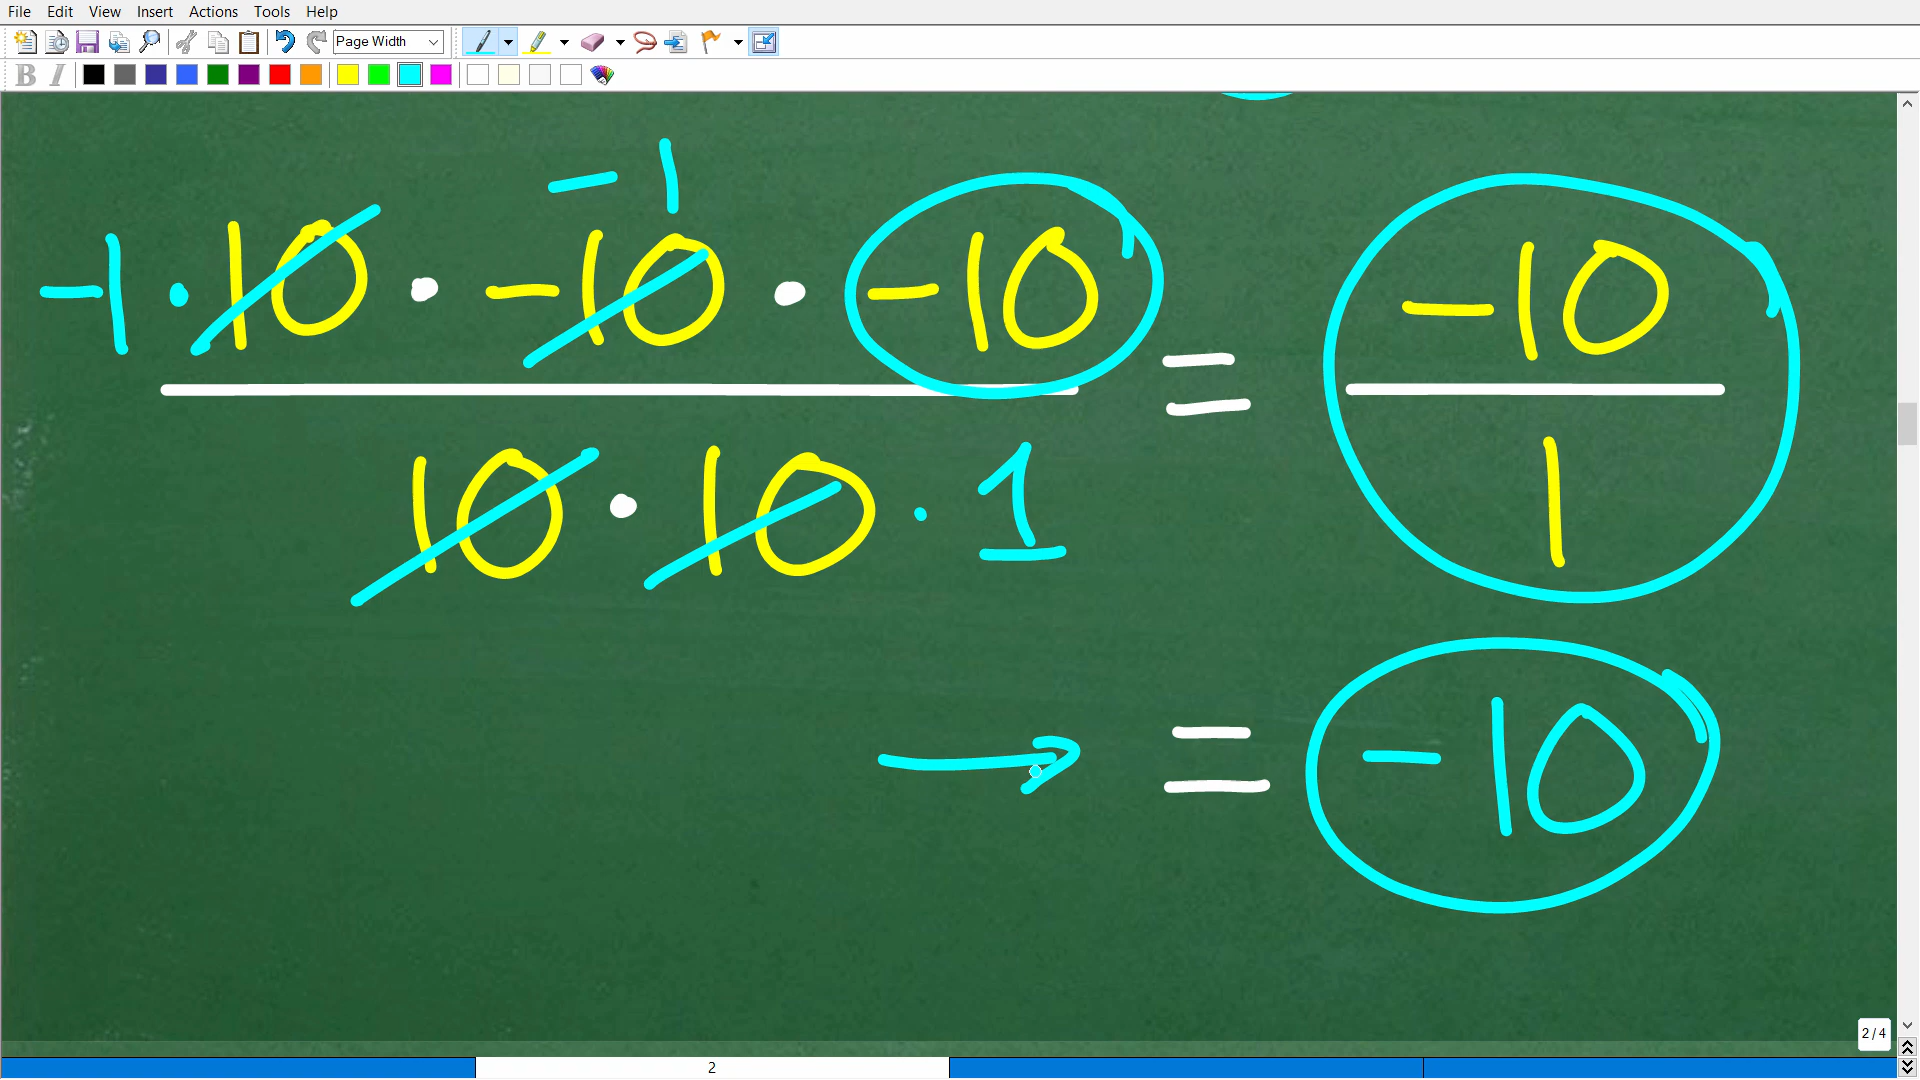 File Edit View Insert Actions Tools Help
Page Width
B I
-1
-1 · 10 · -10 · -10 = -10
10 · 10 · 1 1
→ = -10
2 / 4
2